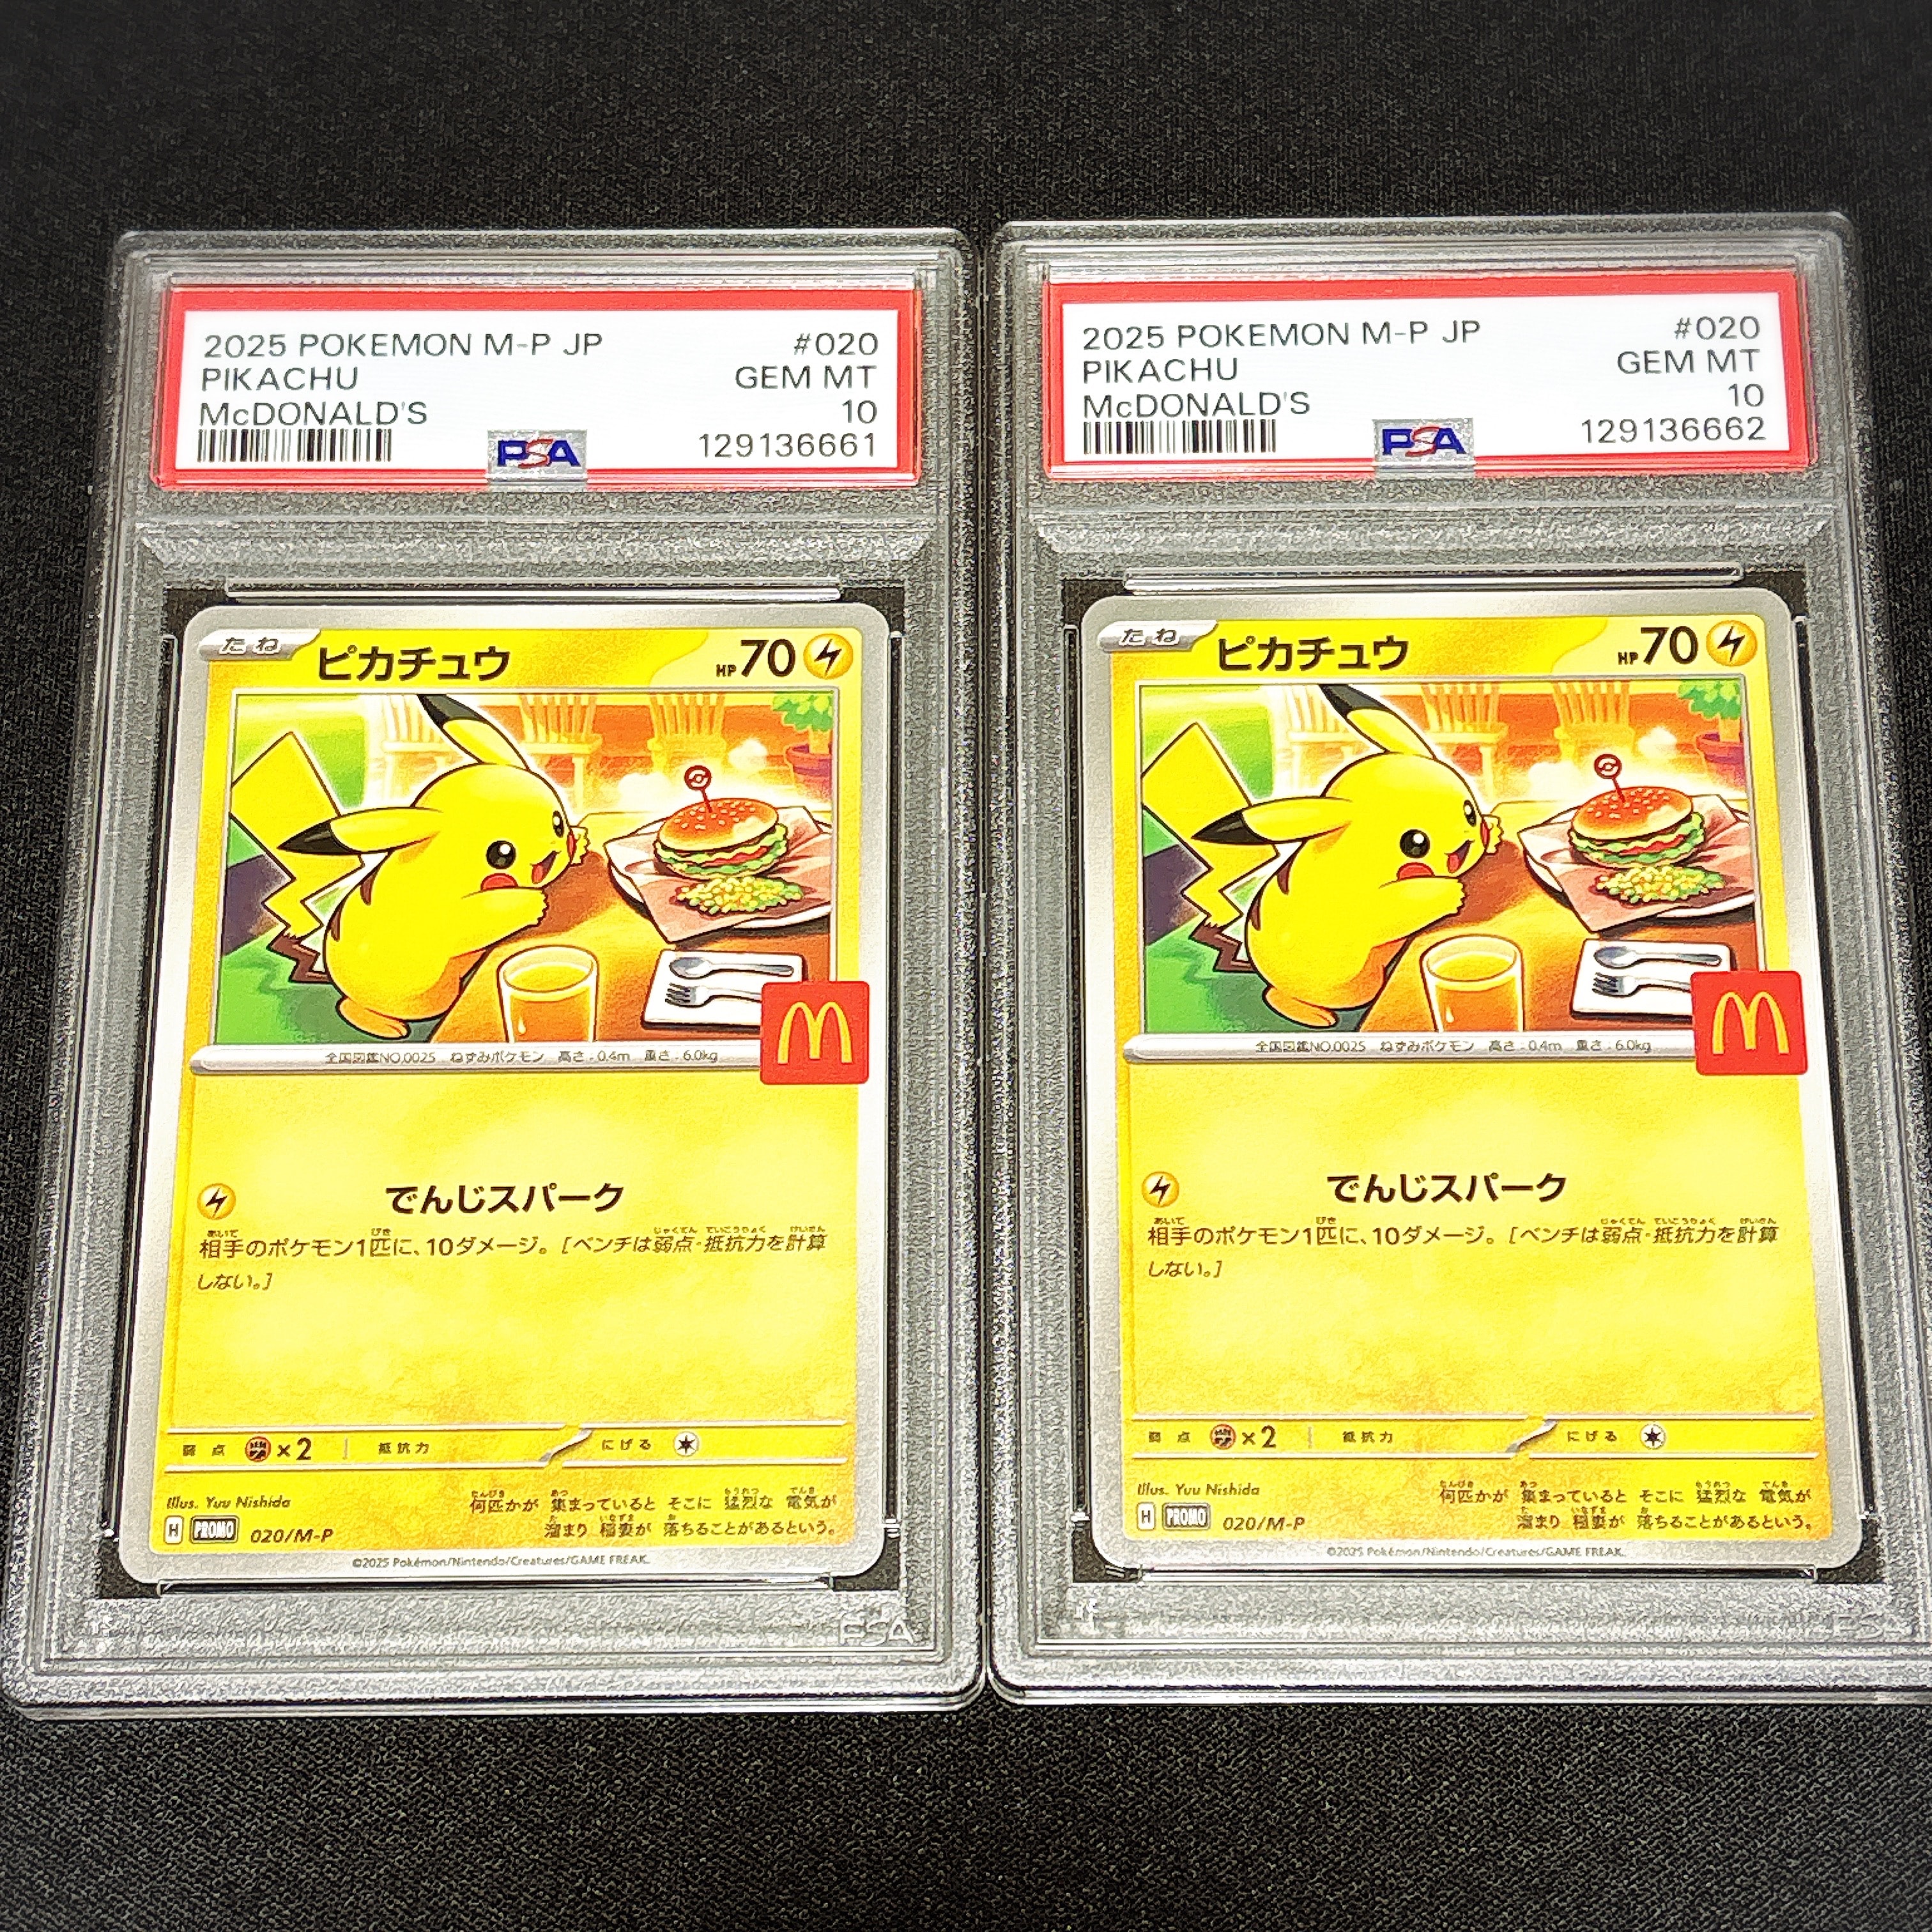 2025 POKEMON M-P JP #020
PIKACHU GEM MT
McDONALD'S 10
PSA 129136661
たね ピカチュウ HP70
全国図鑑NO.0025 ねずみポケモン 高さ:0.4m 重さ:6.0kg
でんじスパーク
相手のポケモン1匹に、10ダメージ。[ベンチは弱点・抵抗力を計算
しない。]
弱点 ×2 抵抗力 にげる
Illus. Yuu Nishida
何匹かが 集まっていると そこに 猛烈な 電気が
溜まり 稲妻が 落ちることがあるという。
H PROMO 020/M-P
©2025 Pokémon/Nintendo/Creatures/GAME FREAK.
PSA
2025 POKEMON M-P JP #020
PIKACHU GEM MT
McDONALD'S 10
PSA 129136662
たね ピカチュウ HP70
全国図鑑NO.0025 ねずみポケモン 高さ:0.4m 重さ:6.0kg
でんじスパーク
相手のポケモン1匹に、10ダメージ。[ベンチは弱点・抵抗力を計算
しない。]
弱点 ×2 抵抗力 にげる
Illus. Yuu Nishida
何匹かが 集まっていると そこに 猛烈な 電気が
溜まり 稲妻が 落ちることがあるという。
H PROMO 020/M-P
©2025 Pokémon/Nintendo/Creatures/GAME FREAK.